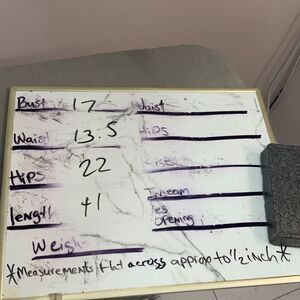 Bust 17 Waist
Waist 13.5 Hips
Hips 22
Inseam
length 41 Leg
Opening
Weight
*Measurements flat across approx to 1/2 inch*